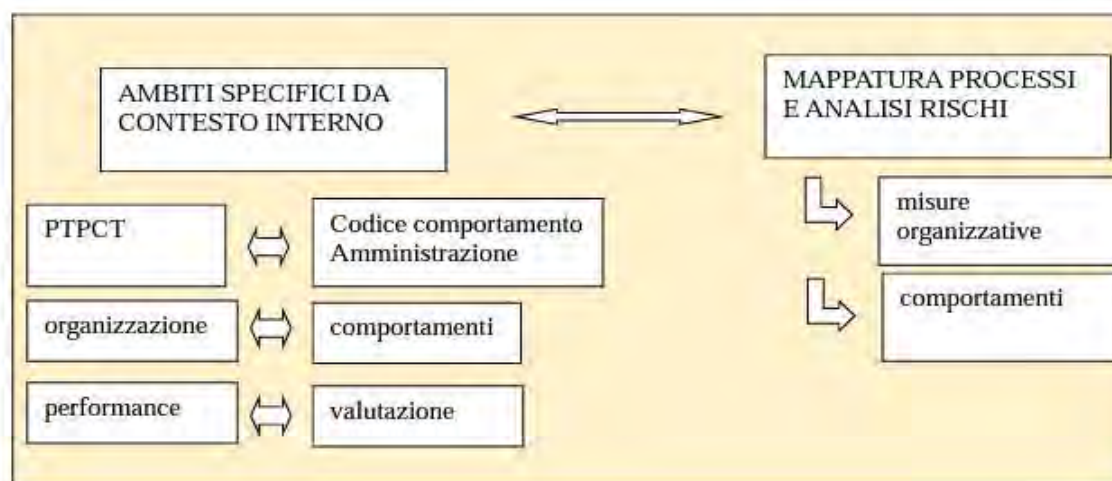 AMBITI SPECIFICI DA
CONTESTO INTERNO
MAPPATURA PROCESSI
E ANALISI RISCHI
PTPCT
Codice comportamento
Amministrazione
misure
organizzative
organizzazione
comportamenti
comportamenti
performance
valutazione